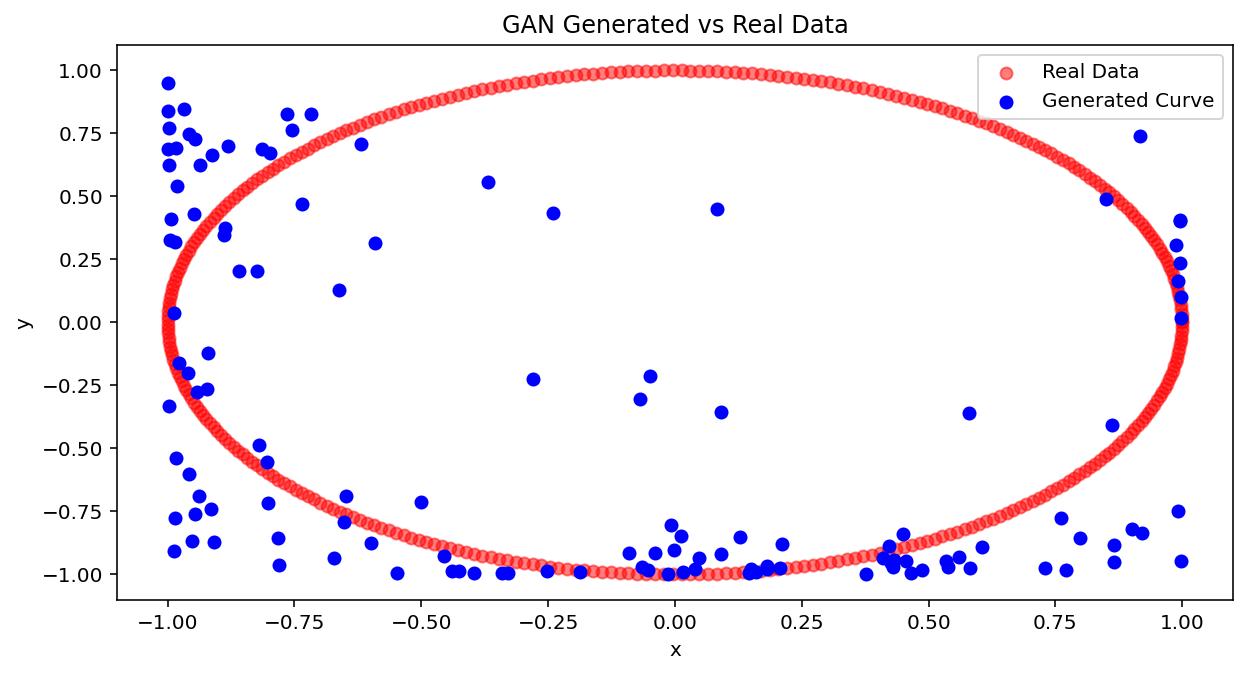 GAN Generated vs Real Data
Real Data
Generated Curve
1.00
0.75
0.50
0.25
0.00
−0.25
−0.50
−0.75
−1.00
y
−1.00 −0.75 −0.50 −0.25 0.00 0.25 0.50 0.75 1.00
x